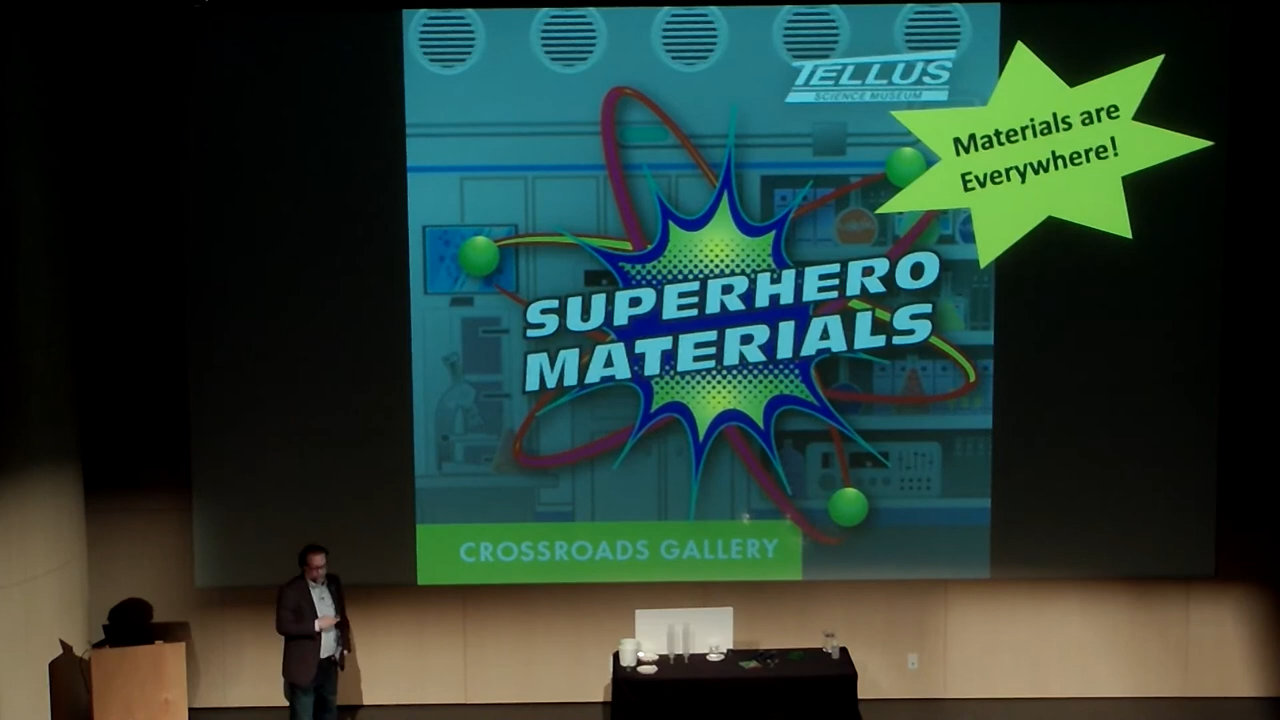 TELLUS
SCIENCE MUSEUM
Materials are
Everywhere!
SUPERHERO
MATERIALS
CROSSROADS GALLERY